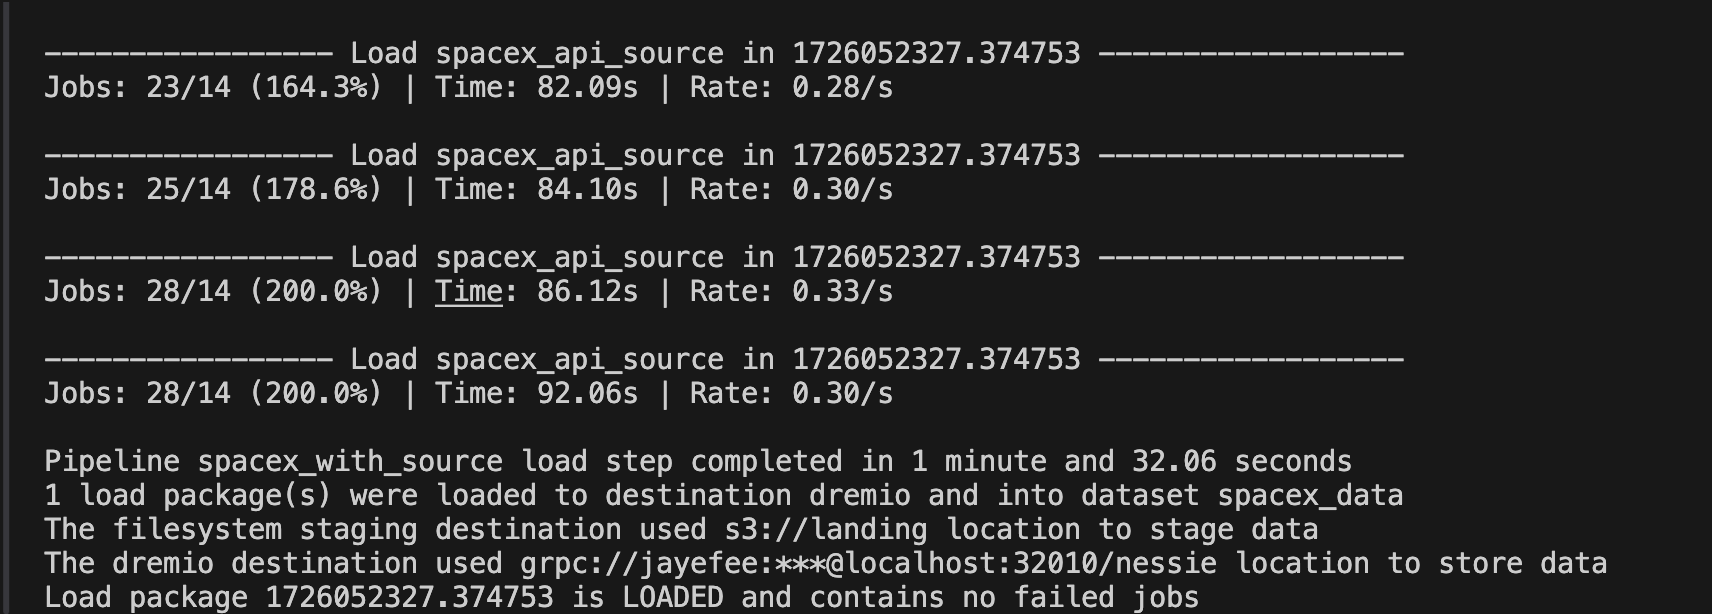 ----------------- Load spacex_api_source in 1726052327.374753 ------------------
Jobs: 23/14 (164.3%) | Time: 82.09s | Rate: 0.28/s
----------------- Load spacex_api_source in 1726052327.374753 ------------------
Jobs: 25/14 (178.6%) | Time: 84.10s | Rate: 0.30/s
----------------- Load spacex_api_source in 1726052327.374753 ------------------
Jobs: 28/14 (200.0%) | Time: 86.12s | Rate: 0.33/s
----------------- Load spacex_api_source in 1726052327.374753 ------------------
Jobs: 28/14 (200.0%) | Time: 92.06s | Rate: 0.30/s
Pipeline spacex_with_source load step completed in 1 minute and 32.06 seconds
1 load package(s) were loaded to destination dremio and into dataset spacex_data
The filesystem staging destination used s3://landing location to stage data
The dremio destination used grpc://jayefee:***@localhost:32010/nessie location to store data
Load package 1726052327.374753 is LOADED and contains no failed jobs